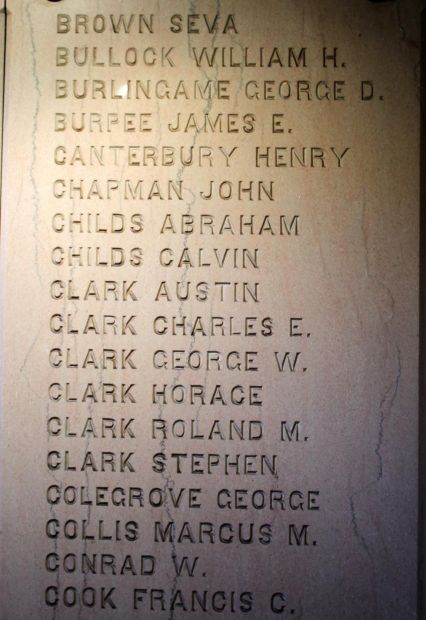 BROWN SEVA
BULLOCK WILLIAM H.
BURLINGAME GEORGE D.
BURPEE JAMES E.
CANTERBURY HENRY
CHAPMAN JOHN
CHILDS ABRAHAM
CHILDS CALVIN
CLARK AUSTIN
CLARK CHARLES E.
CLARK GEORGE W.
CLARK HORACE
CLARK ROLAND M.
CLARK STEPHEN
COLEGROVE GEORGE
COLLIS MARCUS M.
CONRAD W.
COOK FRANCIS C.